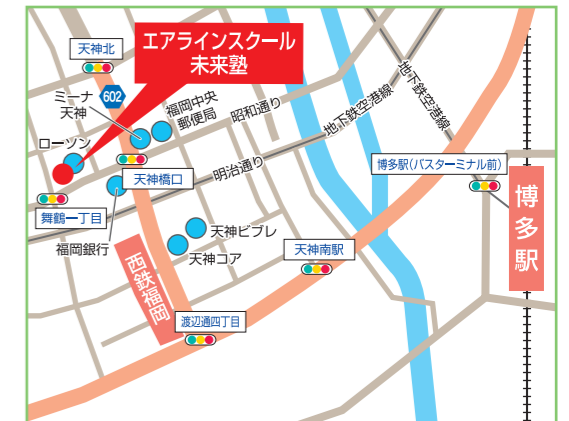 天神北
エアラインスクール
未来塾
602
ミーナ
天神
福岡中央
郵便局
昭和通り
地下鉄空港線
地下鉄空港線
ローソン
明治通り
博多駅(バスターミナル前)
天神橋口
舞鶴一丁目
博多駅
福岡銀行
天神ビブレ
天神コア
天神南駅
西鉄福岡
渡辺通四丁目